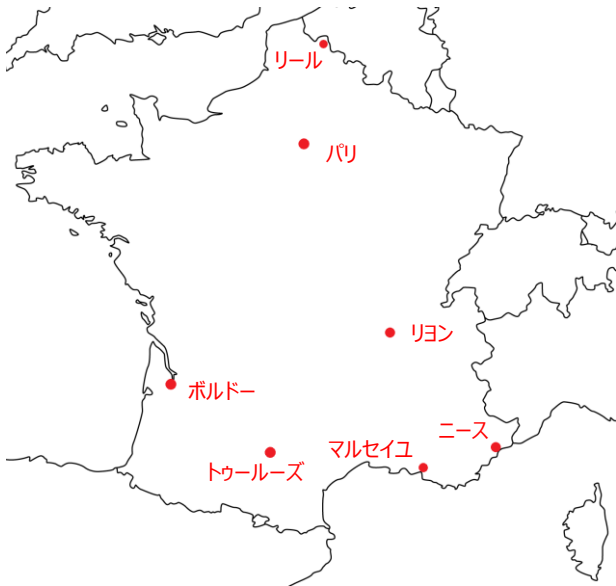 リール
パリ
リヨン
ボルドー
ニース
マルセイユ
トゥールーズ